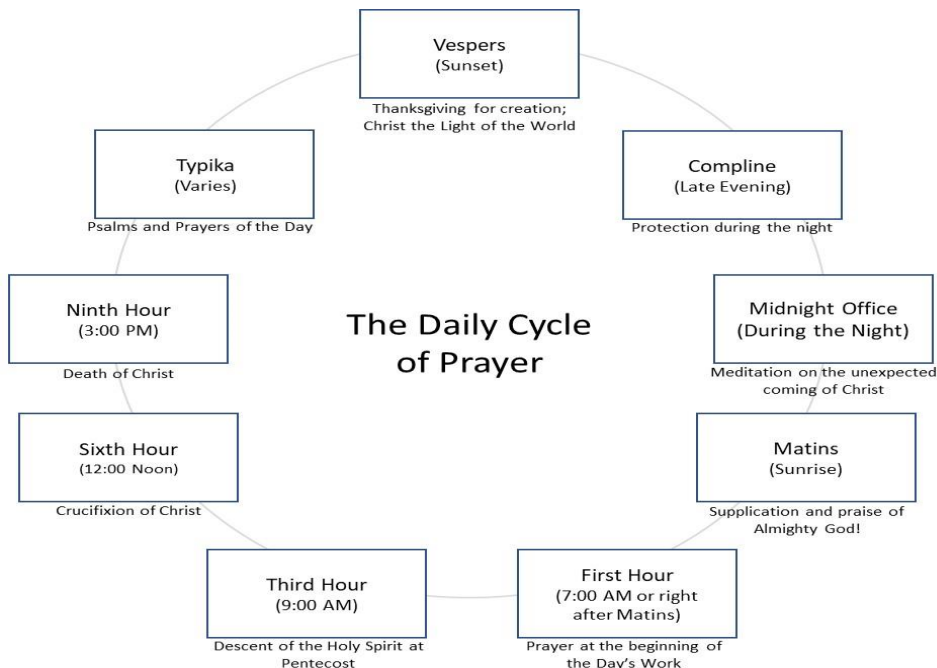 Vespers
(Sunset)
Thanksgiving for creation;
Christ the Light of the World
Compline
(Late Evening)
Protection during the night
Midnight Office
(During the Night)
Meditation on the unexpected
coming of Christ
Matins
(Sunrise)
Supplication and praise of
Almighty God!
First Hour
(7:00 AM or right
after Matins)
Prayer at the beginning of
the Day's Work
Third Hour
(9:00 AM)
Descent of the Holy Spirit at
Pentecost
Sixth Hour
(12:00 Noon)
Crucifixion of Christ
Ninth Hour
(3:00 PM)
Death of Christ
Typika
(Varies)
Psalms and Prayers of the Day
The Daily Cycle
of Prayer